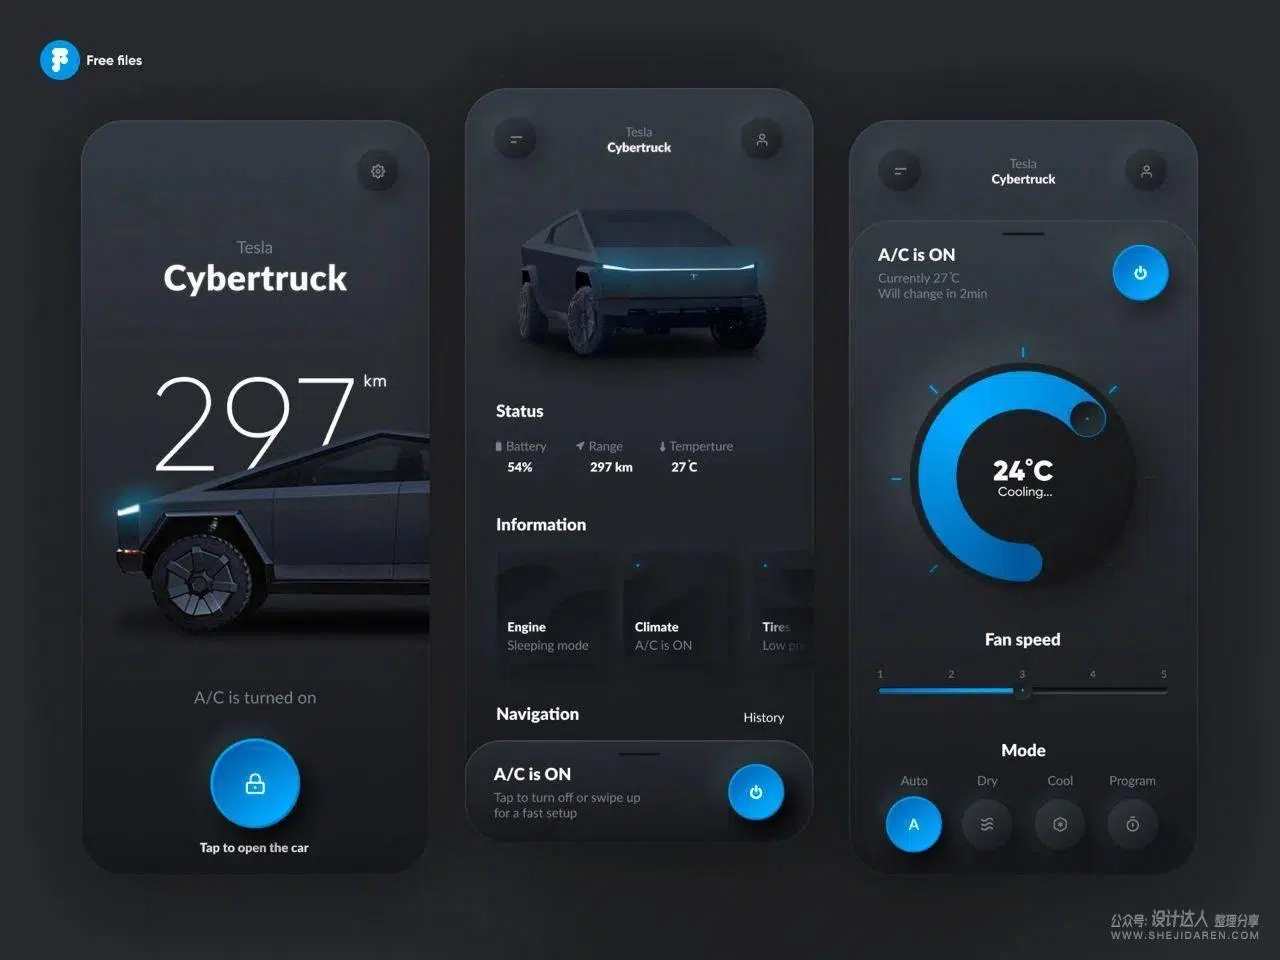 Free files
Tesla
Cybertruck
297 km
A/C is turned on
Tap to open the car
Tesla
Cybertruck
Status
Battery
54%
Range
297 km
Temperture
27°C
Information
Engine
Sleeping mode
Climate
A/C is ON
Tires
Low pr
Navigation
History
A/C is ON
Tap to turn off or swipe up
for a fast setup
Tesla
Cybertruck
A/C is ON
Currently 27°C
Will change in 2min
24°C
Cooling...
Fan speed
1 2 3 4 5
Mode
Auto Dry Cool Program
A
公众号: 设计达人 整理分享
WWW.SHEJIDAREN.COM